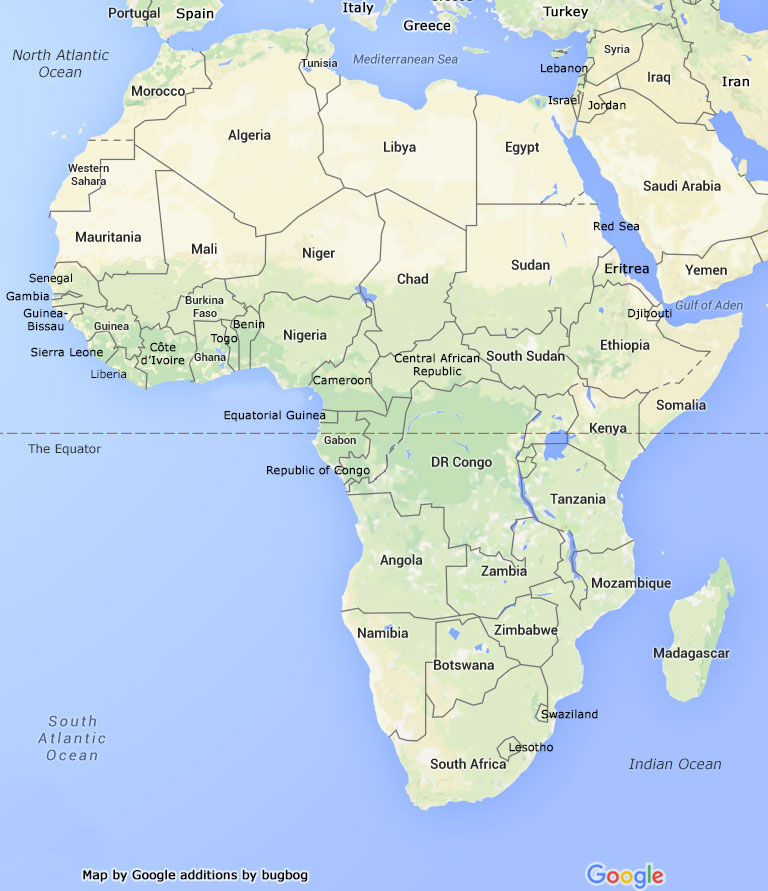 Portugal
Spain
Italy
Greece
Greece
Turkey
North Atlantic
Ocean
Tunisia
Mediterranean Sea
Syria
Lebanon
Iraq
Iran
Morocco
Israel
Jordan
Algeria
Libya
Egypt
Western
Sahara
Saudi Arabia
Mauritania
Mali
Niger
Red Sea
Chad
Sudan
Eritrea
Yemen
Senegal
Gambia
Guinea-
Bissau
Guinea
Burkina
Faso
Benin
Togo
Nigeria
Djibouti
Gulf of Aden
Sierra Leone
Côte
d'Ivoire
Ghana
Liberia
Central African
Republic
South Sudan
Ethiopia
Cameroon
Somalia
Equatorial Guinea
Kenya
Gabon
The Equator
Republic of Congo
DR Congo
Tanzania
Angola
Zambia
Mozambique
Namibia
Zimbabwe
Botswana
Madagascar
Swaziland
South
Atlantic
Ocean
Lesotho
South Africa
Indian Ocean
Map by Google additions by bugbog
Google